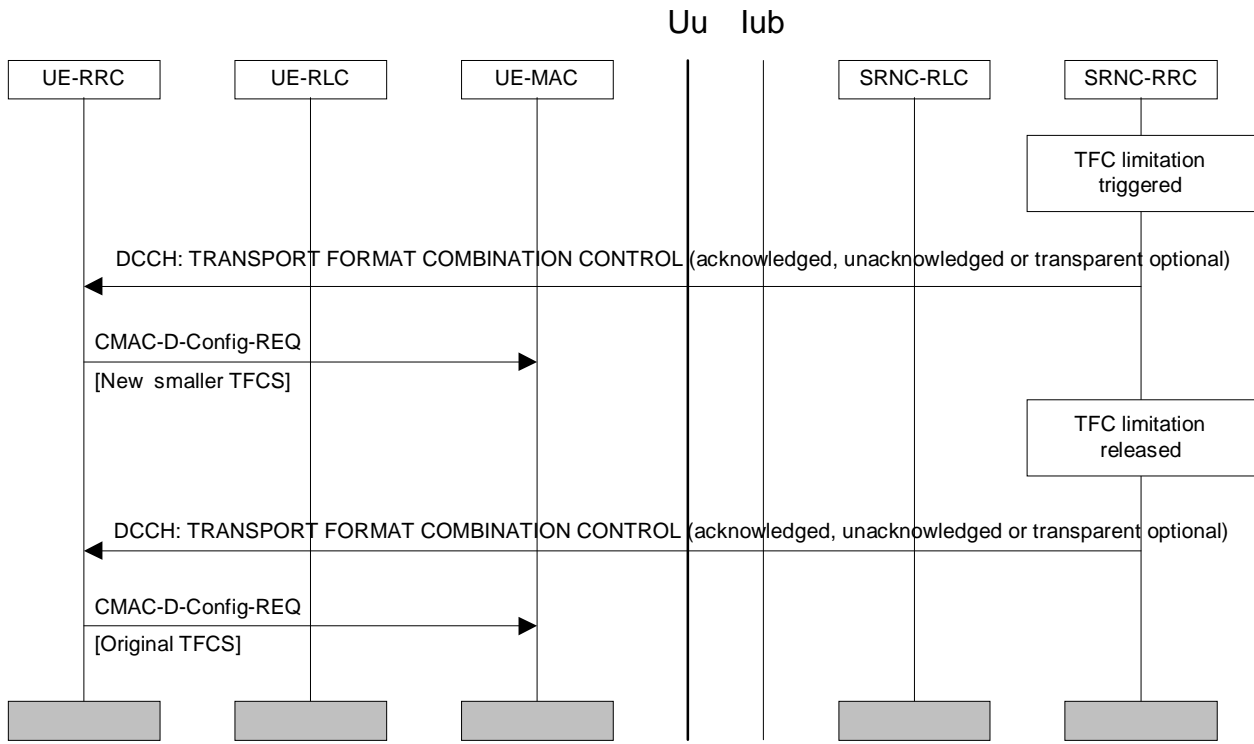 Uu Iub
UE-RRC UE-RLC UE-MAC SRNC-RLC SRNC-RRC
TFC limitation
triggered
DCCH: TRANSPORT FORMAT COMBINATION CONTROL (acknowledged, unacknowledged or transparent optional)
CMAC-D-Config-REQ
[New smaller TFCS]
TFC limitation
released
DCCH: TRANSPORT FORMAT COMBINATION CONTROL (acknowledged, unacknowledged or transparent optional)
CMAC-D-Config-REQ
[Original TFCS]